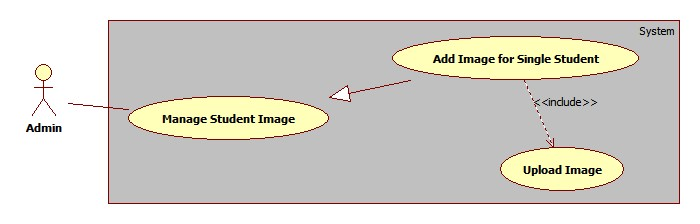 System
Add Image for Single Student
<<include>>
Admin
Manage Student Image
Upload Image